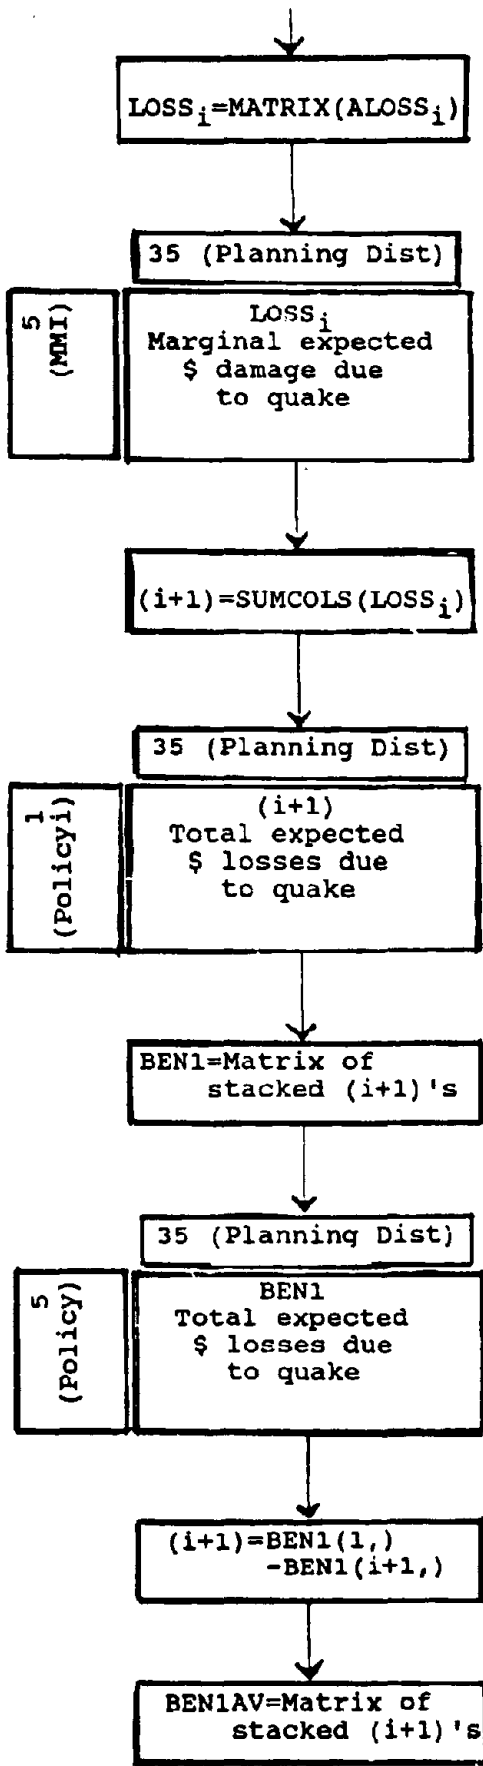 LOSSi=MATRIX(ALOSSi)
35 (Planning Dist)
5
(MMI)
LOSSi
Marginal expected
$ damage due
to quake
(i+1)=SUMCOLS(LOSSi)
35 (Planning Dist)
1
(Policyi)
(i+1)
Total expected
$ losses due
to quake
BEN1=Matrix of
stacked (i+1)'s
35 (Planning Dist)
5
(Policy)
BEN1
Total expected
$ losses due
to quake
(i+1)=BEN1(1,)
-BEN1(i+1,)
BEN1AV=Matrix of
stacked (i+1)'s